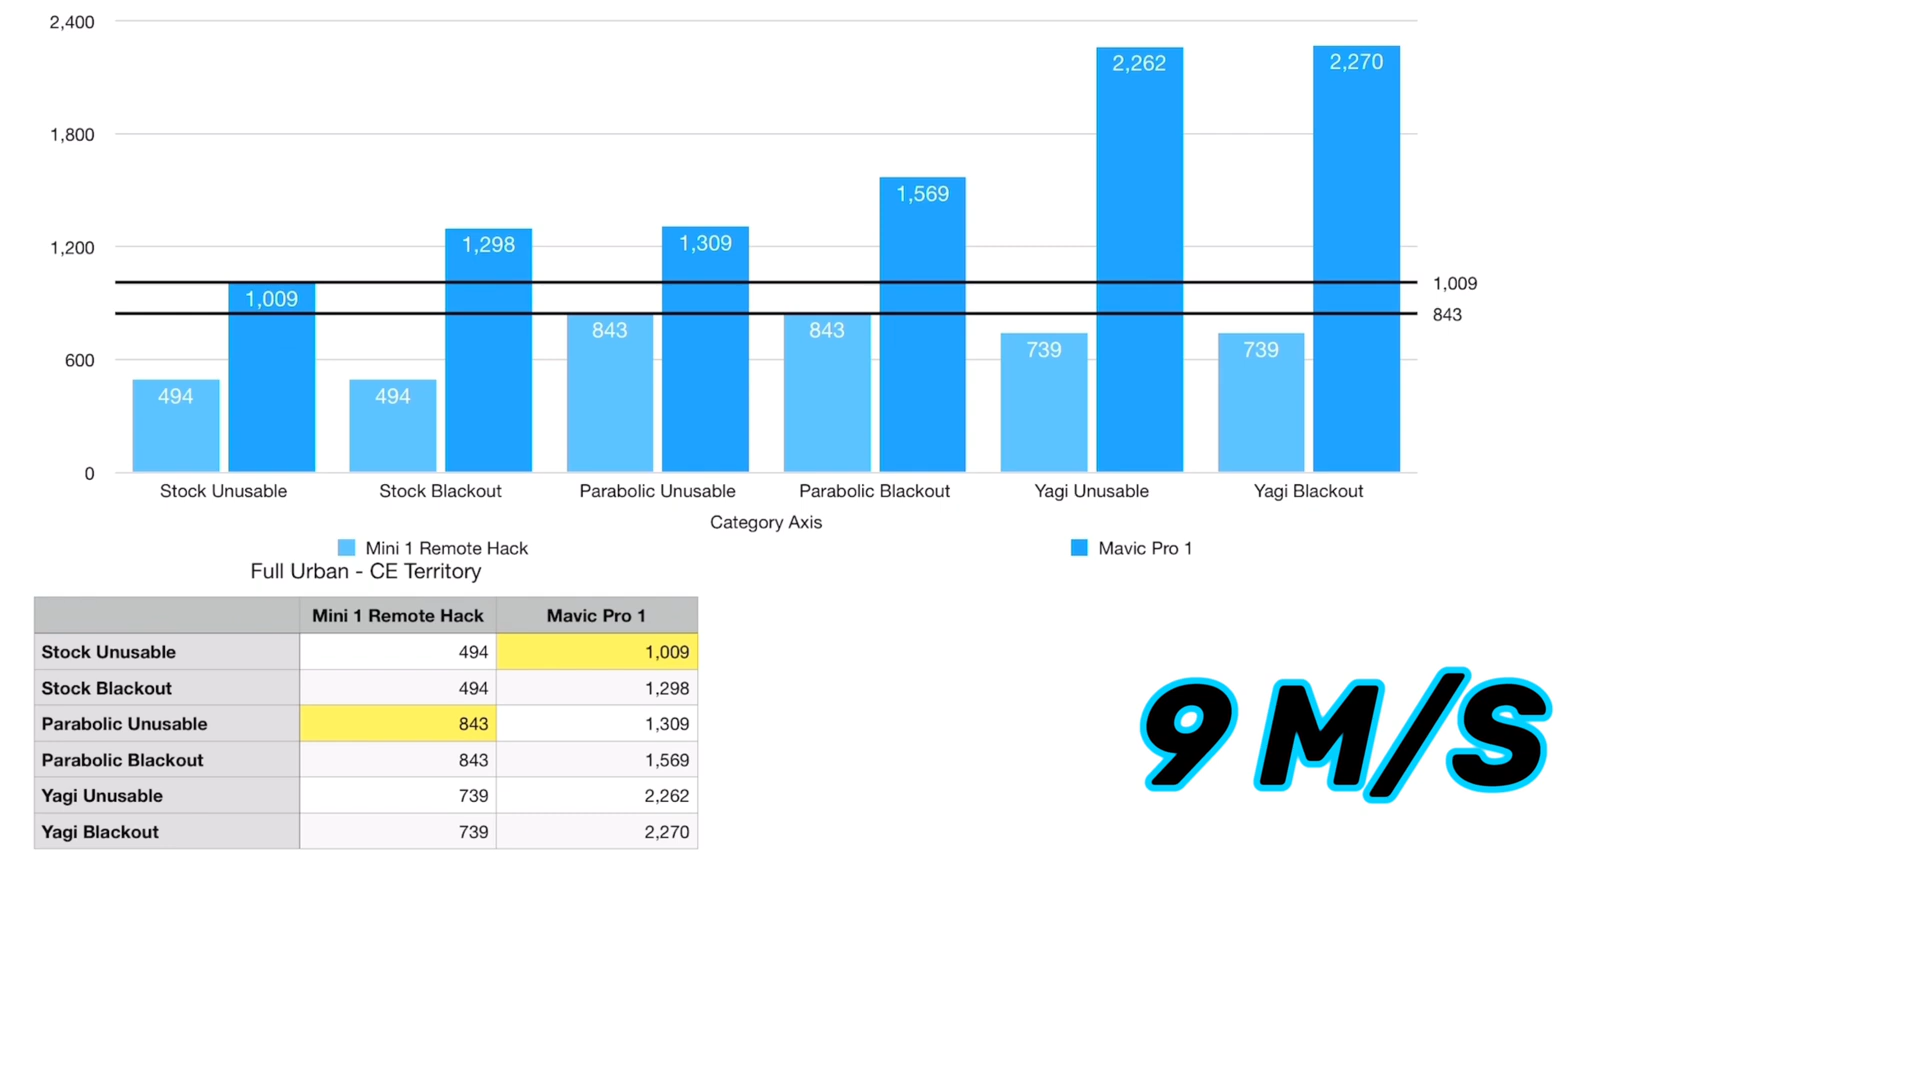 2,400
2,262
2,270
1,800
1,569
1,298
1,309
1,200
1,009
1,009
843
843
843
739
739
600
494
494
0
Stock Unusable
Stock Blackout
Parabolic Unusable
Parabolic Blackout
Yagi Unusable
Yagi Blackout
Category Axis
Mini 1 Remote Hack
Mavic Pro 1
Full Urban - CE Territory
Mini 1 Remote Hack Mavic Pro 1
Stock Unusable 494 1,009
Stock Blackout 494 1,298
Parabolic Unusable 843 1,309
Parabolic Blackout 843 1,569
Yagi Unusable 739 2,262
Yagi Blackout 739 2,270
9 M/S